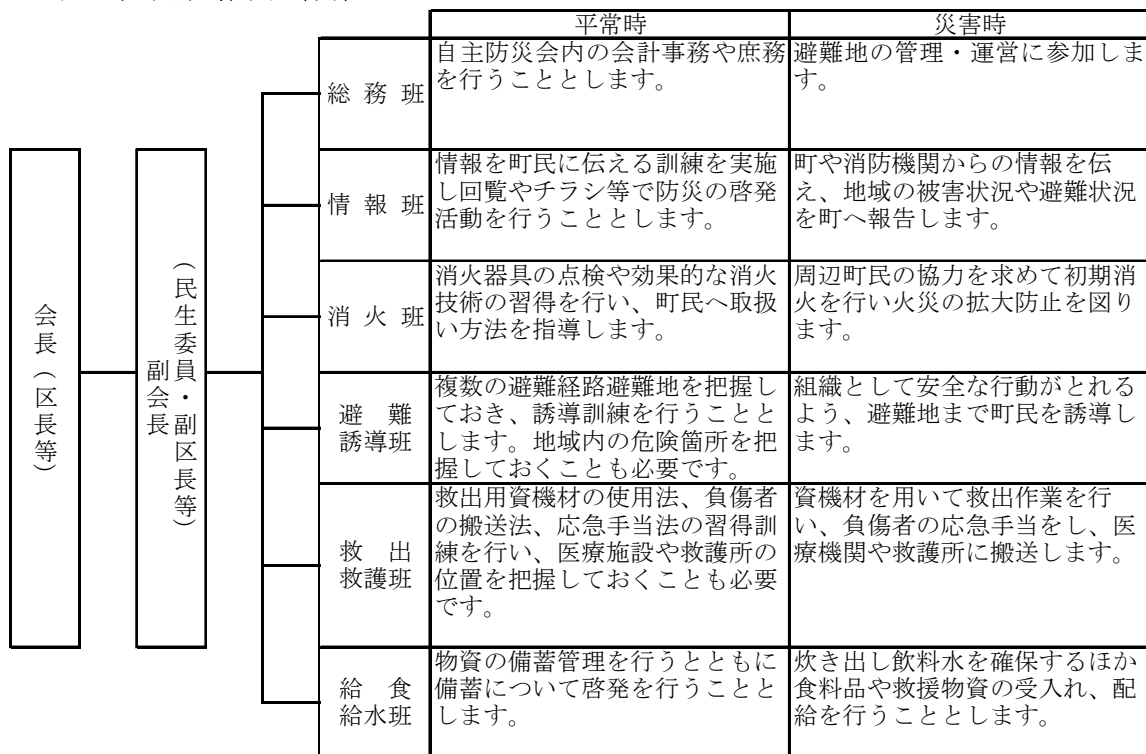 平常時
災害時
会長（区長等）
副会長
（民生委員・副区長等）
総務班
自主防災会内の会計事務や庶務
を行うこととします。
避難地の管理・運営に参加しま
す。
情報班
情報を町民に伝える訓練を実施
し回覧やチラシ等で防災の啓発
活動を行うこととします。
町や消防機関からの情報を伝
え、地域の被害状況や避難状況
を町へ報告します。
消火班
消火器具の点検や効果的な消火
技術の習得を行い、町民へ取扱
い方法を指導します。
周辺町民の協力を求めて初期消
火を行い火災の拡大防止を図り
ます。
避難
誘導班
複数の避難経路避難地を把握し
ておき、誘導訓練を行うことと
します。地域内の危険箇所を把
握しておくことも必要です。
組織として安全な行動がとれる
よう、避難地まで町民を誘導し
ます。
救出
救護班
救出用資機材の使用法、負傷者
の搬送法、応急手当法の習得訓
練を行い、医療施設や救護所の
位置を把握しておくことも必要
です。
資機材を用いて救出作業を行
い、負傷者の応急手当をし、医
療機関や救護所に搬送します。
給食
給水班
物資の備蓄管理を行うとともに
備蓄について啓発を行うことと
します。
炊き出し飲料水を確保するほか
食料品や救援物資の受入れ、配
給を行うこととします。